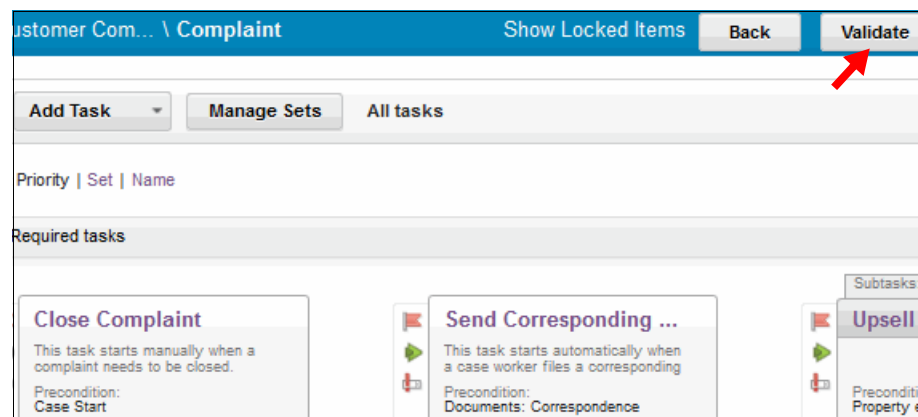 ustomer Com... \ Complaint Show Locked Items Back Validate
Add Task Manage Sets All tasks
Priority | Set | Name
Required tasks
Subtasks
Close Complaint
This task starts manually when a
complaint needs to be closed.
Precondition:
Case Start
Send Corresponding ...
This task starts automatically when
a case worker files a corresponding
Precondition:
Documents: Correspondence
Upsell
Preconditi
Property e